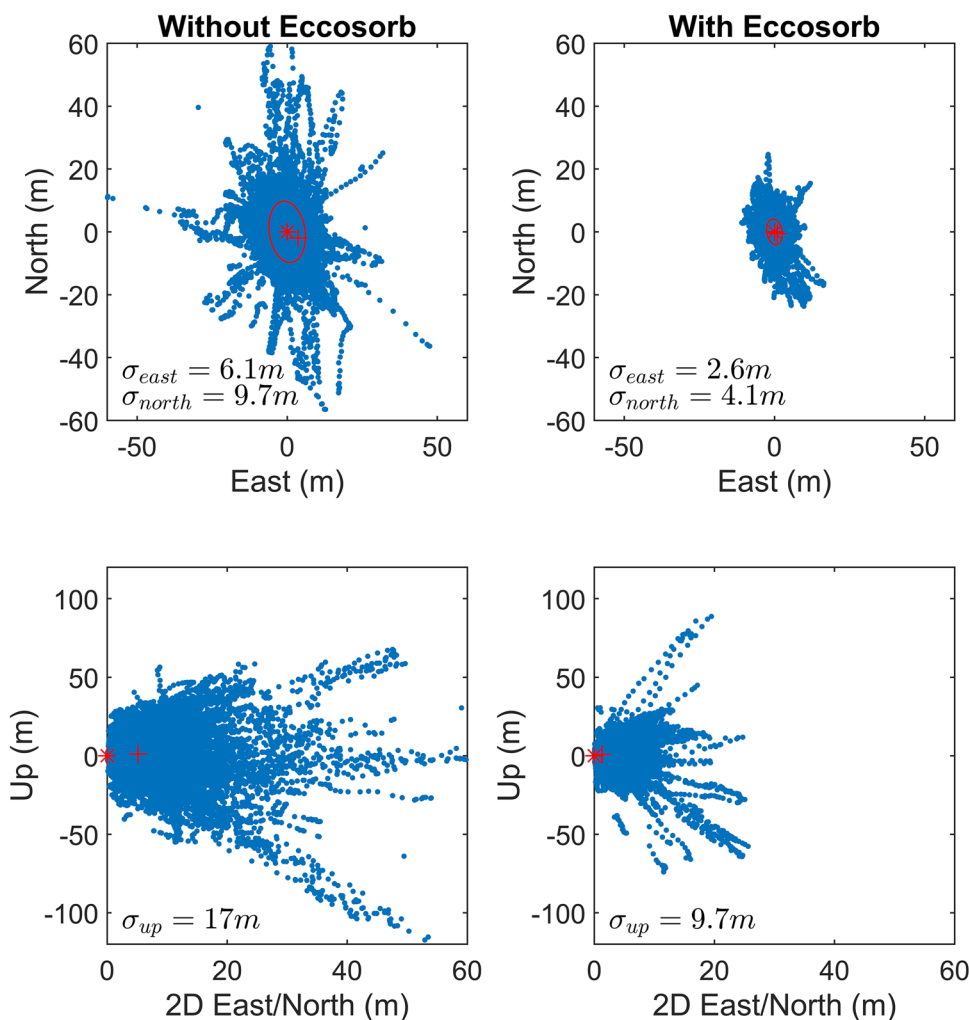 Without Eccosorb
With Eccosorb
60
40
20
0
-20
-40
-60
North (m)
σ_east = 6.1m
σ_north = 9.7m
-50
0
50
East (m)
60
40
20
0
-20
-40
-60
North (m)
σ_east = 2.6m
σ_north = 4.1m
-50
0
50
East (m)
100
50
0
-50
-100
Up (m)
σ_up = 17m
0
20
40
60
2D East/North (m)
100
50
0
-50
-100
Up (m)
σ_up = 9.7m
0
20
40
60
2D East/North (m)